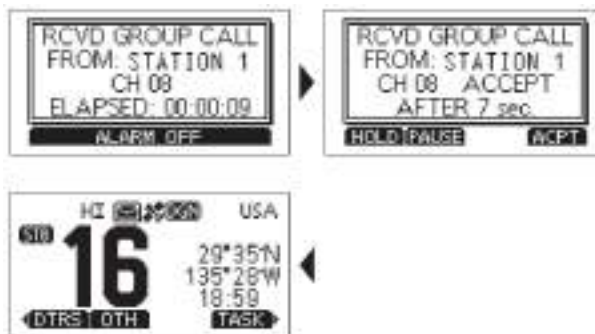 RCVD GROUP CALL
FROM: STATION 1
CH 08
ELAPSED: 00:00:09
ALARM OFF
RCVD GROUP CALL
FROM: STATION 1
CH 08 ACCEPT
AFTER 7 sec.
HOLD PAUSE ACPT
HI USA
STB
16
29°35'N
135°28'W
18:59
DTRS OTH TASK